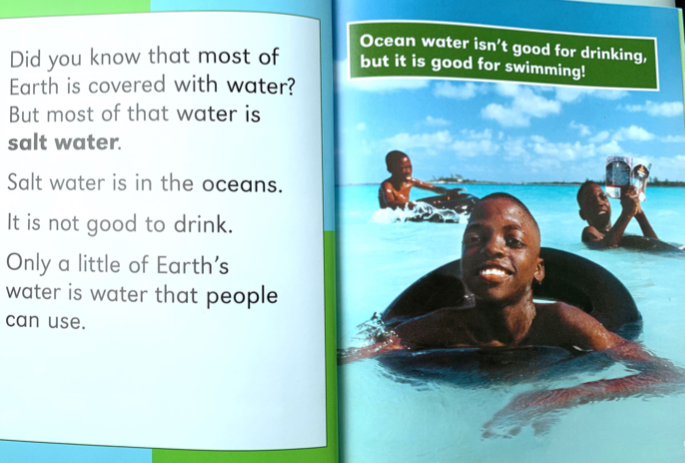 Did you know that most of
Earth is covered with water?
But most of that water is
salt water.
Salt water is in the oceans.
It is not good to drink.
Only a little of Earth's
water is water that people
can use.
Ocean water isn't good for drinking,
but it is good for swimming!